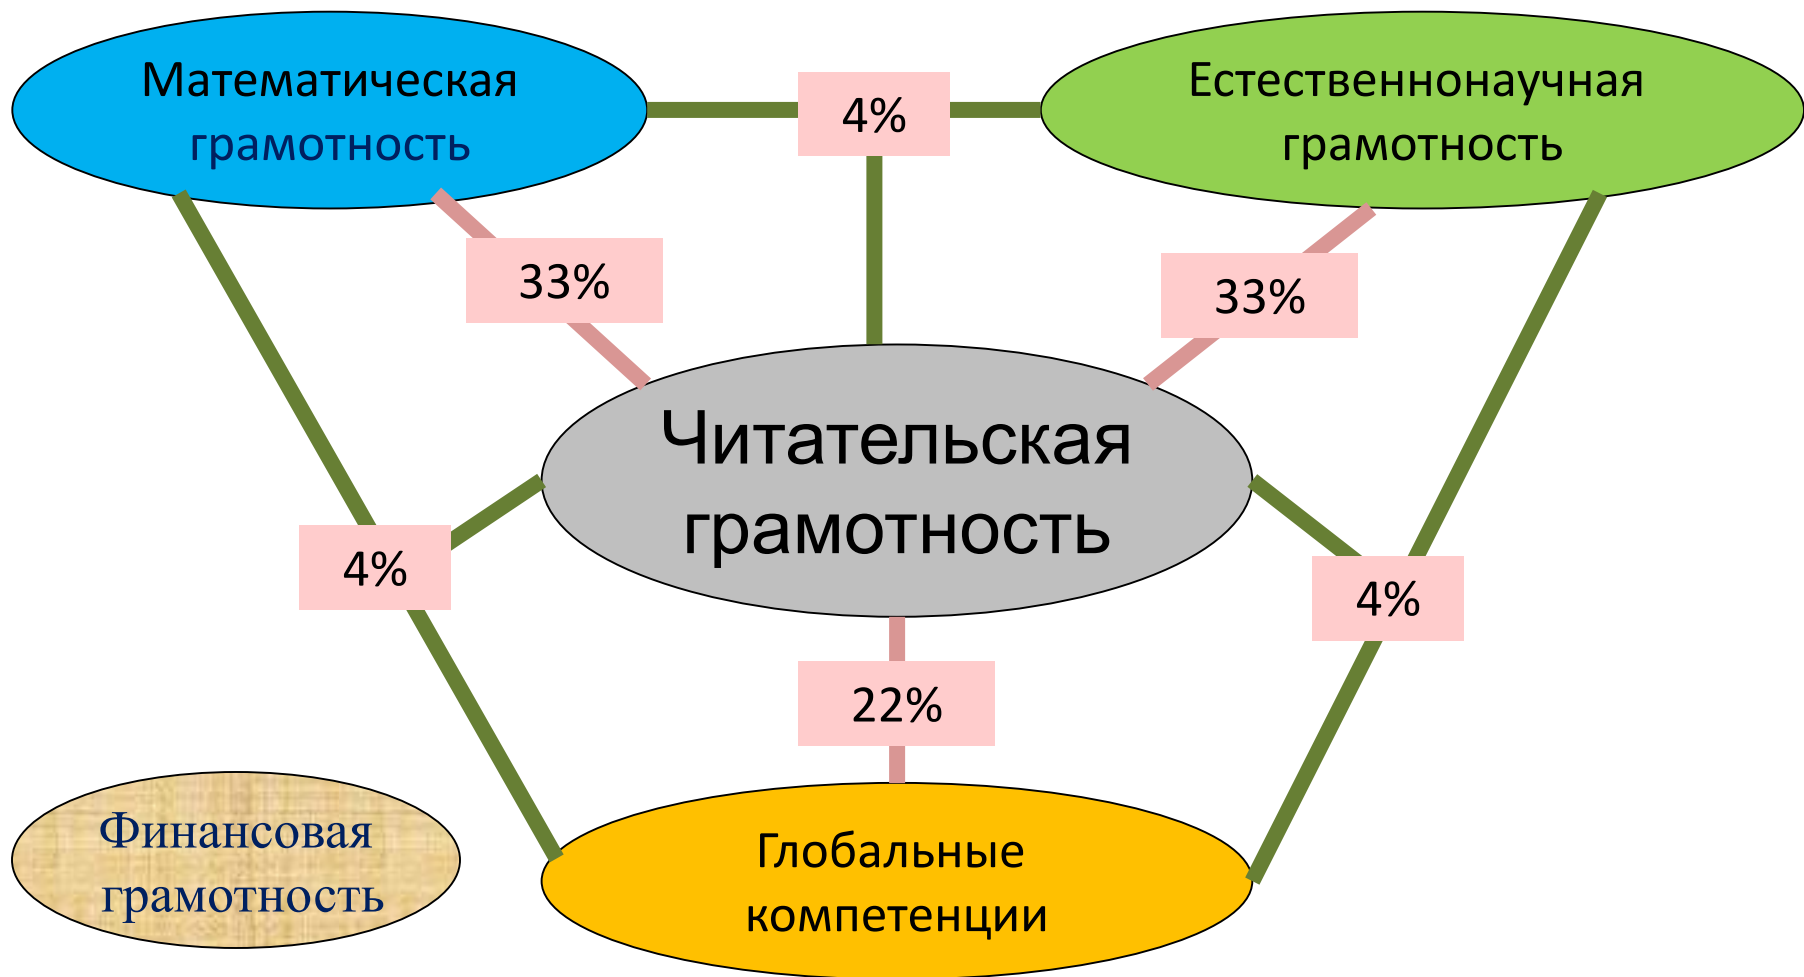 Математическая
грамотность
4%
Естественнонаучная
грамотность
33%
33%
Читательская
грамотность
4%
4%
22%
Финансовая
грамотность
Глобальные
компетенции